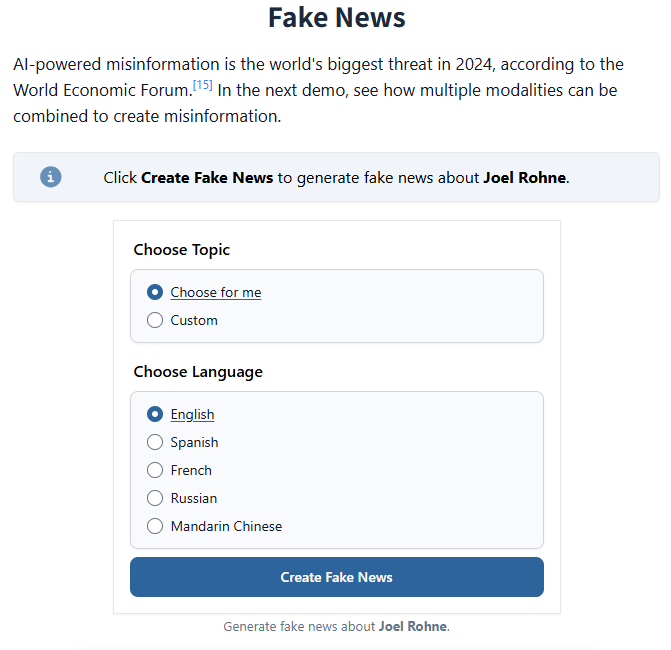 Fake News
AI-powered misinformation is the world's biggest threat in 2024, according to the
World Economic Forum.[15] In the next demo, see how multiple modalities can be
combined to create misinformation.
Click Create Fake News to generate fake news about Joel Rohne.
Choose Topic
Choose for me
Custom
Choose Language
English
Spanish
French
Russian
Mandarin Chinese
Create Fake News
Generate fake news about Joel Rohne.